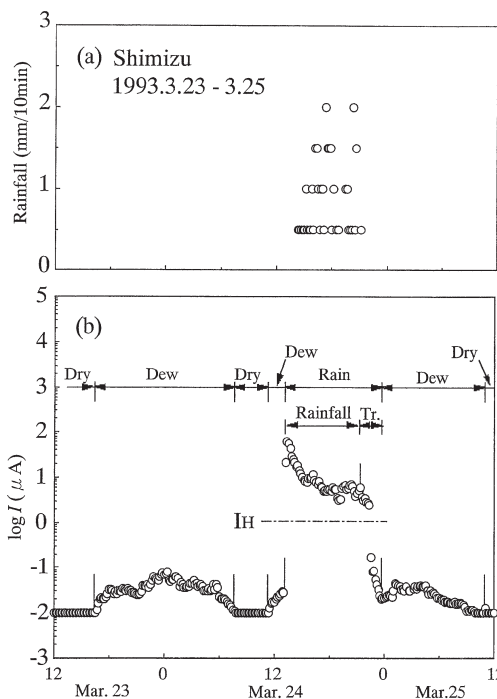 3
(a) Shimizu
1993.3.23 - 3.25
2
1
0
Rainfall (mm/10min)
5
(b)
4
Dew
Dry
Dry
Dew
Dry
Rain
Dew
3
Rainfall
Tr.
2
1
IH
0
-1
-2
-3
log I ( μ A)
12
0
12
0
12
Mar. 23
Mar. 24
Mar.25